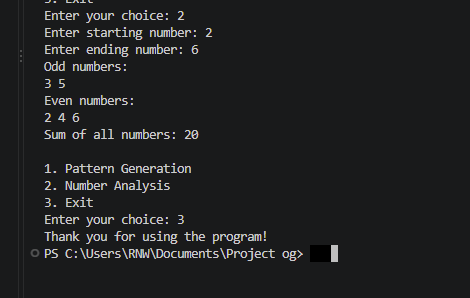 3. Exit
Enter your choice: 2
Enter starting number: 2
Enter ending number: 6
Odd numbers:
3 5
Even numbers:
2 4 6
Sum of all numbers: 20
1. Pattern Generation
2. Number Analysis
3. Exit
Enter your choice: 3
Thank you for using the program!
PS C:\Users\RNW\Documents\Project og>